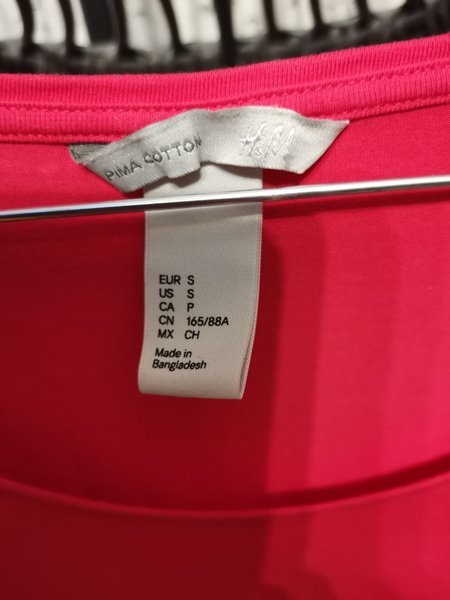 PIMA COTTON H&M
EUR S
US S
CA P
CN 165/88A
MX CH
Made in
Bangladesh